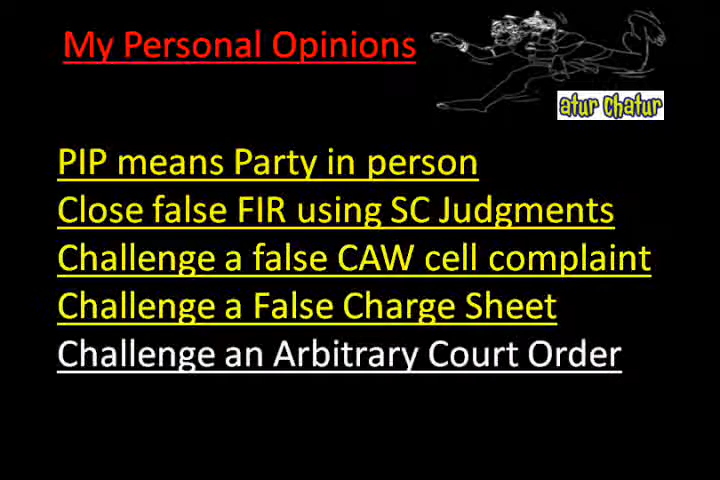 My Personal Opinions
atur chatur
PIP means Party in person
Close false FIR using SC Judgments
Challenge a false CAW cell complaint
Challenge a False Charge Sheet
Challenge an Arbitrary Court Order